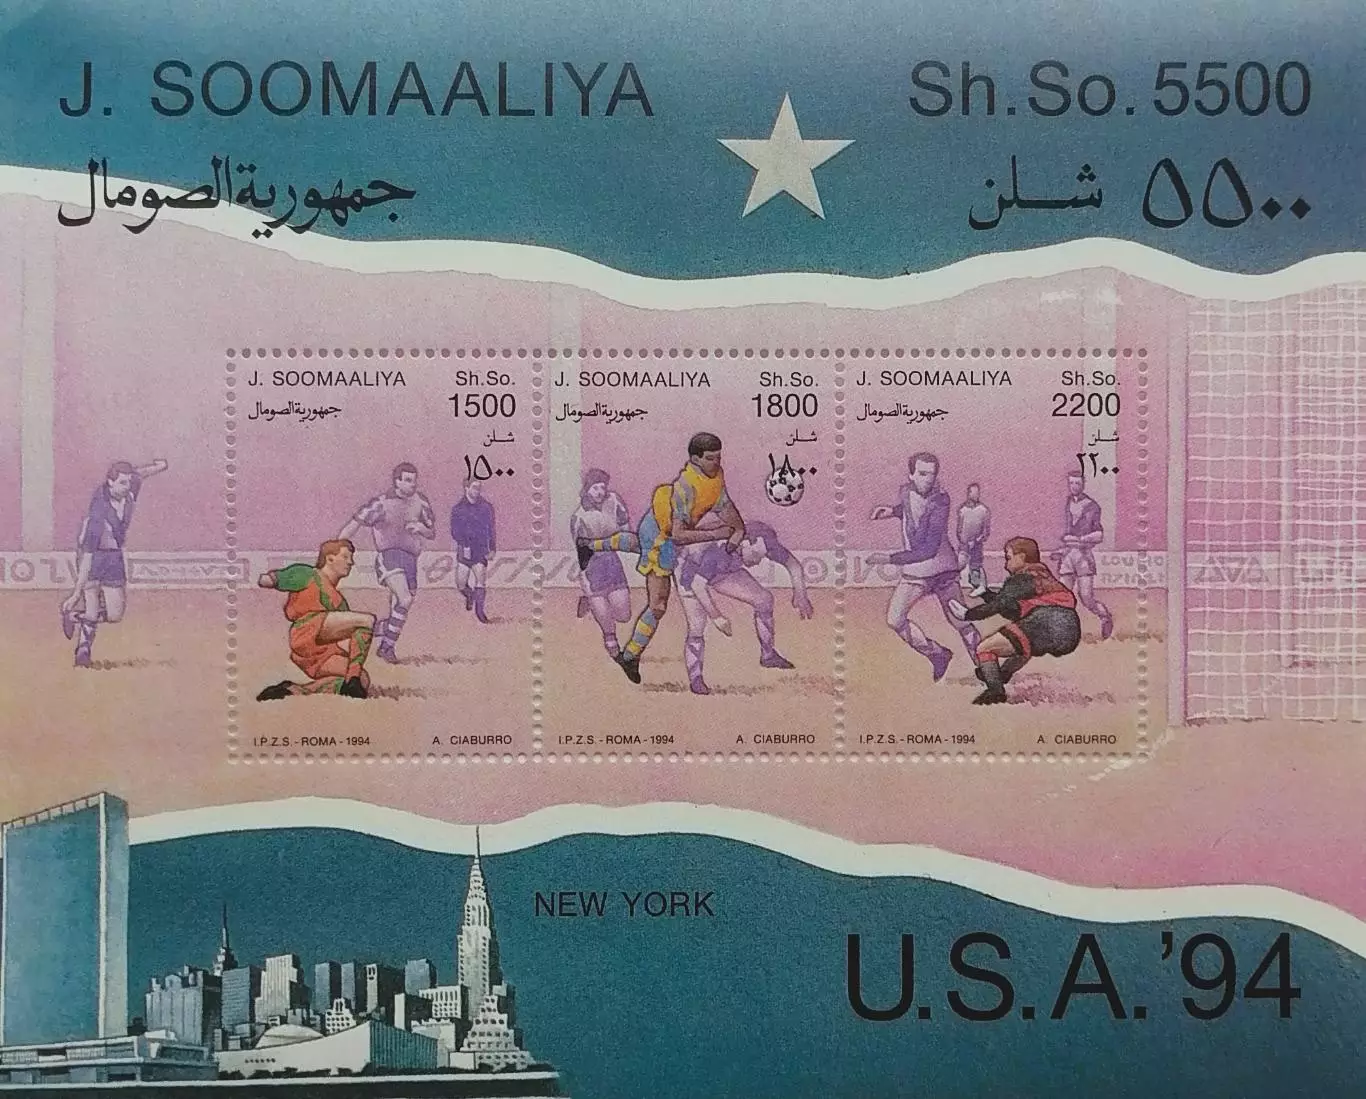 J. SOOMAALIYA
Sh.So. 5500
جمهورية الصومال
٥٥٠٠ شلن
J. SOOMAALIYA
Sh.So.
1500
جمهورية الصومال
شلن
١٥٠٠
I.P.Z.S. - ROMA - 1994
A. CIABURRO
J. SOOMAALIYA
Sh.So.
1800
جمهورية الصومال
شلن
١٨٠٠
I.P.Z.S. - ROMA - 1994
A. CIABURRO
J. SOOMAALIYA
Sh.So.
2200
جمهورية الصومال
شلن
٢٢٠٠
I.P.Z.S. - ROMA - 1994
A. CIABURRO
NEW YORK
U.S.A. '94